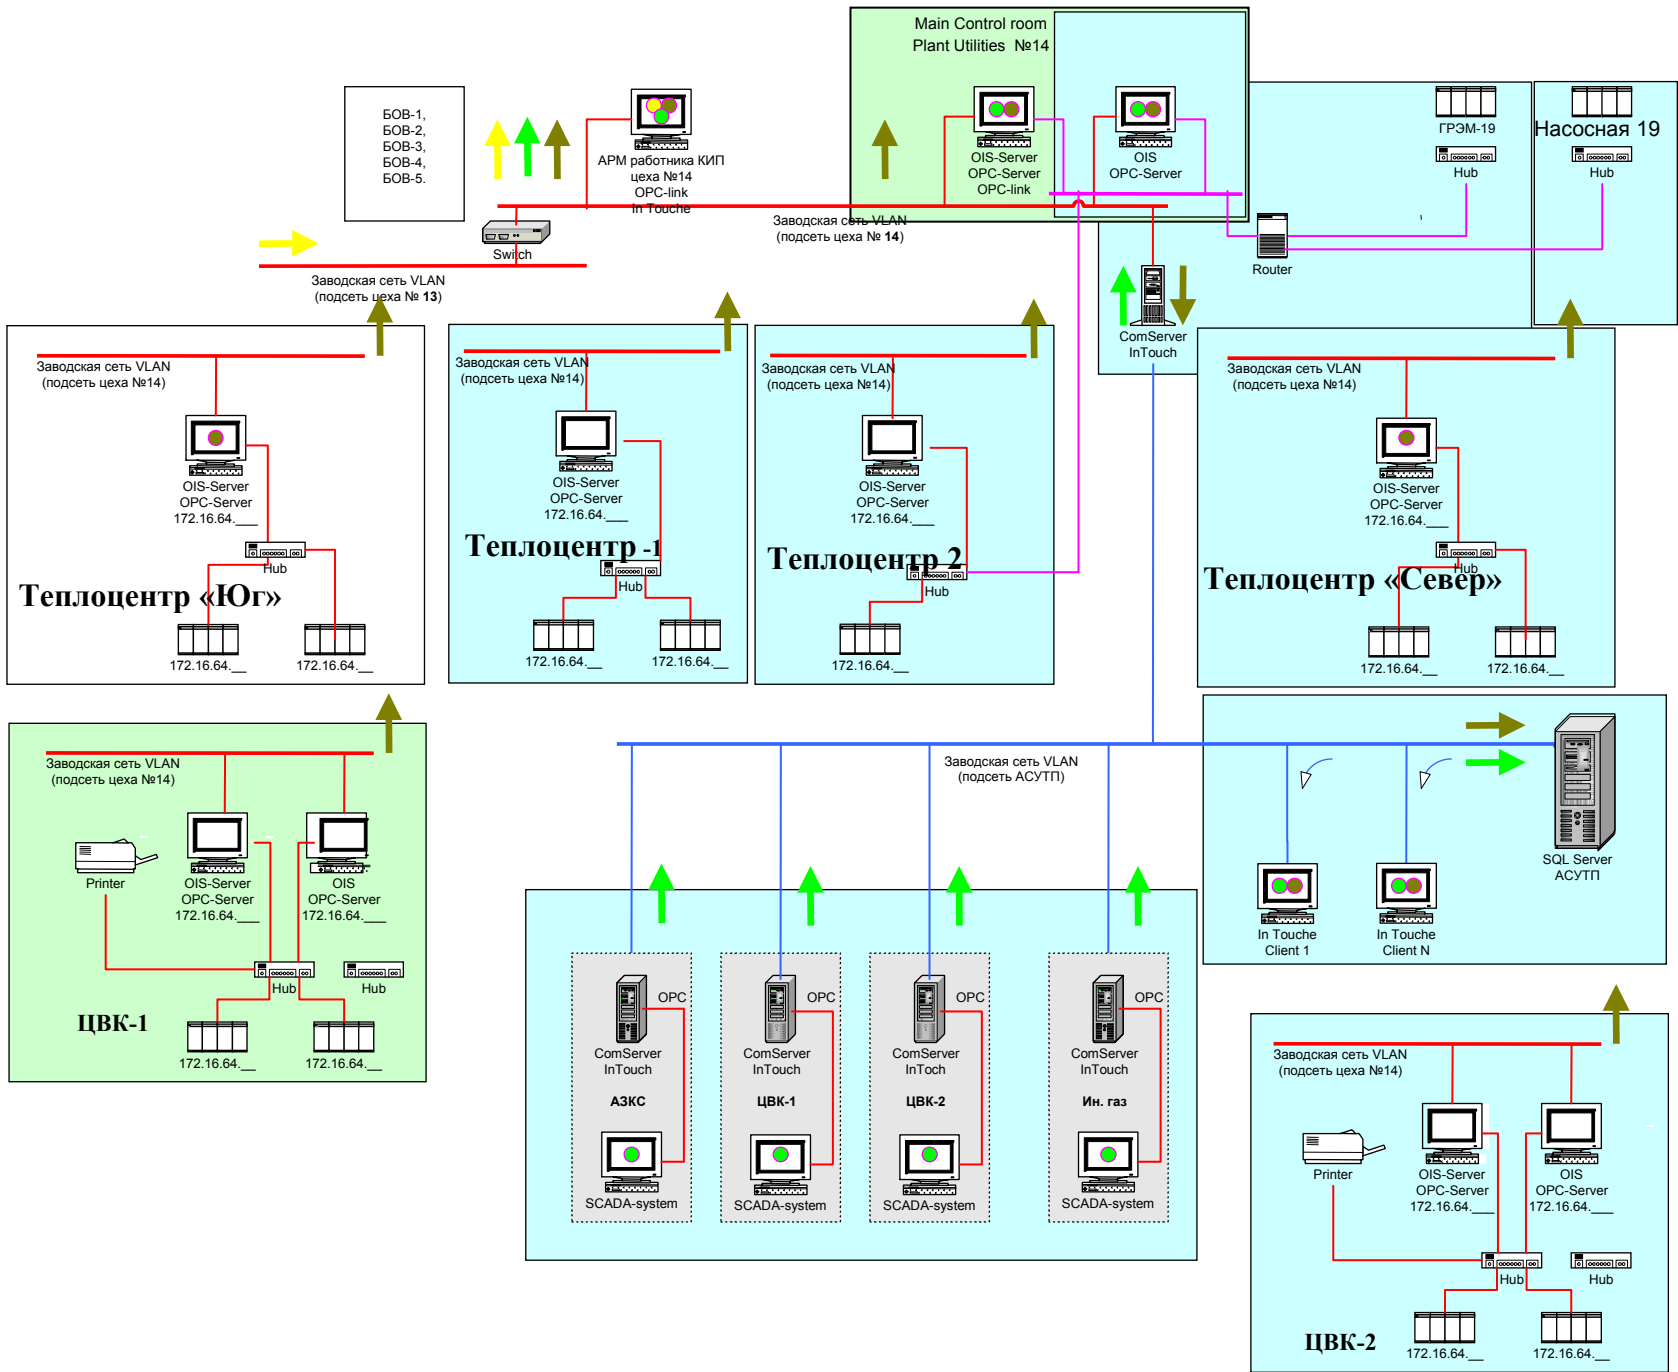 Main Control room
Plant Utilities №14
БОВ-1,
БОВ-2,
БОВ-3,
БОВ-4,
БОВ-5.
АРМ работника КИП
цеха №14
OPC-link
In Touche
OIS-Server
OPC-Server
OPC-link
OIS
OPC-Server
ГРЭМ-19
Hub
Насосная 19
Hub
Switch
Заводская сеть VLAN
(подсеть цеха № 14)
Router
Заводская сеть VLAN
(подсеть цеха № 13)
ComServer
InTouch
Заводская сеть VLAN
(подсеть цеха №14)
OIS-Server
OPC-Server
172.16.64.___
Hub
Теплоцентр «Юг»
172.16.64.__
172.16.64.__
Заводская сеть VLAN
(подсеть цеха №14)
OIS-Server
OPC-Server
172.16.64.___
Теплоцентр -1
Hub
172.16.64.__
172.16.64.__
Заводская сеть VLAN
(подсеть цеха №14)
OIS-Server
OPC-Server
172.16.64.___
Теплоцентр 2
Hub
172.16.64.__
Заводская сеть VLAN
(подсеть цеха №14)
OIS-Server
OPC-Server
172.16.64.___
Hub
Теплоцентр «Север»
172.16.64.__
172.16.64.__
Заводская сеть VLAN
(подсеть цеха №14)
Printer
OIS-Server
OPC-Server
172.16.64.___
OIS
OPC-Server
172.16.64.___
Hub
Hub
ЦВК-1
172.16.64.__
172.16.64.__
Заводская сеть VLAN
(подсеть АСУТП)
SQL Server
АСУТП
In Touche
Client 1
In Touche
Client N
OPC
ComServer
InTouch
АЗКС
SCADA-system
OPC
ComServer
InTouch
ЦВК-1
SCADA-system
OPC
ComServer
InToch
ЦВК-2
SCADA-system
OPC
ComServer
InTouch
Ин. газ
SCADA-system
Заводская сеть VLAN
(подсеть цеха №14)
Printer
OIS-Server
OPC-Server
172.16.64.___
OIS
OPC-Server
172.16.64.___
Hub
Hub
ЦВК-2
172.16.64.__
172.16.64.__